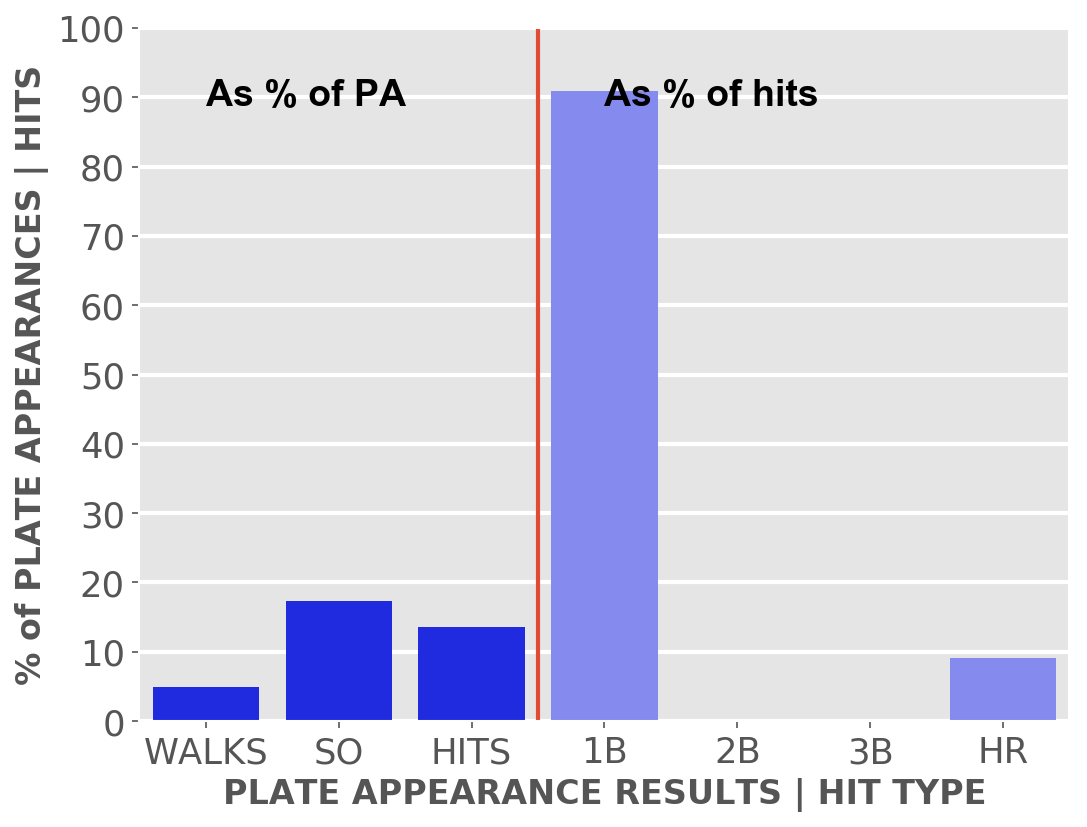 100
90
80
70
60
50
40
30
20
10
0
% of PLATE APPEARANCES | HITS
As % of PA
As % of hits
WALKS SO HITS 1B 2B 3B HR
PLATE APPEARANCE RESULTS | HIT TYPE